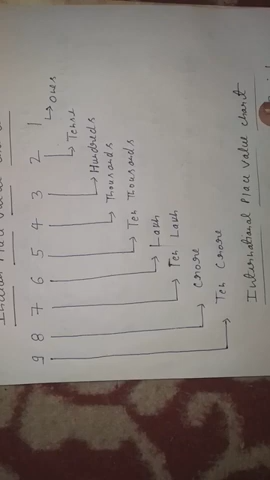 Indian Place Value
9 8 7 6 5 4 3 2 1
ones
Tense
Hundreds
Thousands
Ten Thousands
Lakh
Ten Lakh
Crore
Ten Crore
International Place Value chart